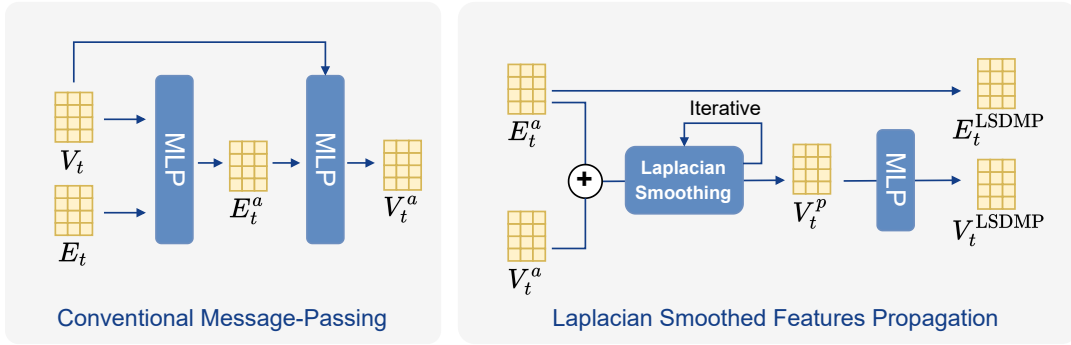 V_t
E_t
MLP
E_t^a
MLP
V_t^a
Conventional Message-Passing
E_t^a
V_t^a
+
Iterative
Laplacian
Smoothing
V_t^p
MLP
E_t^LSDMP
V_t^LSDMP
Laplacian Smoothed Features Propagation